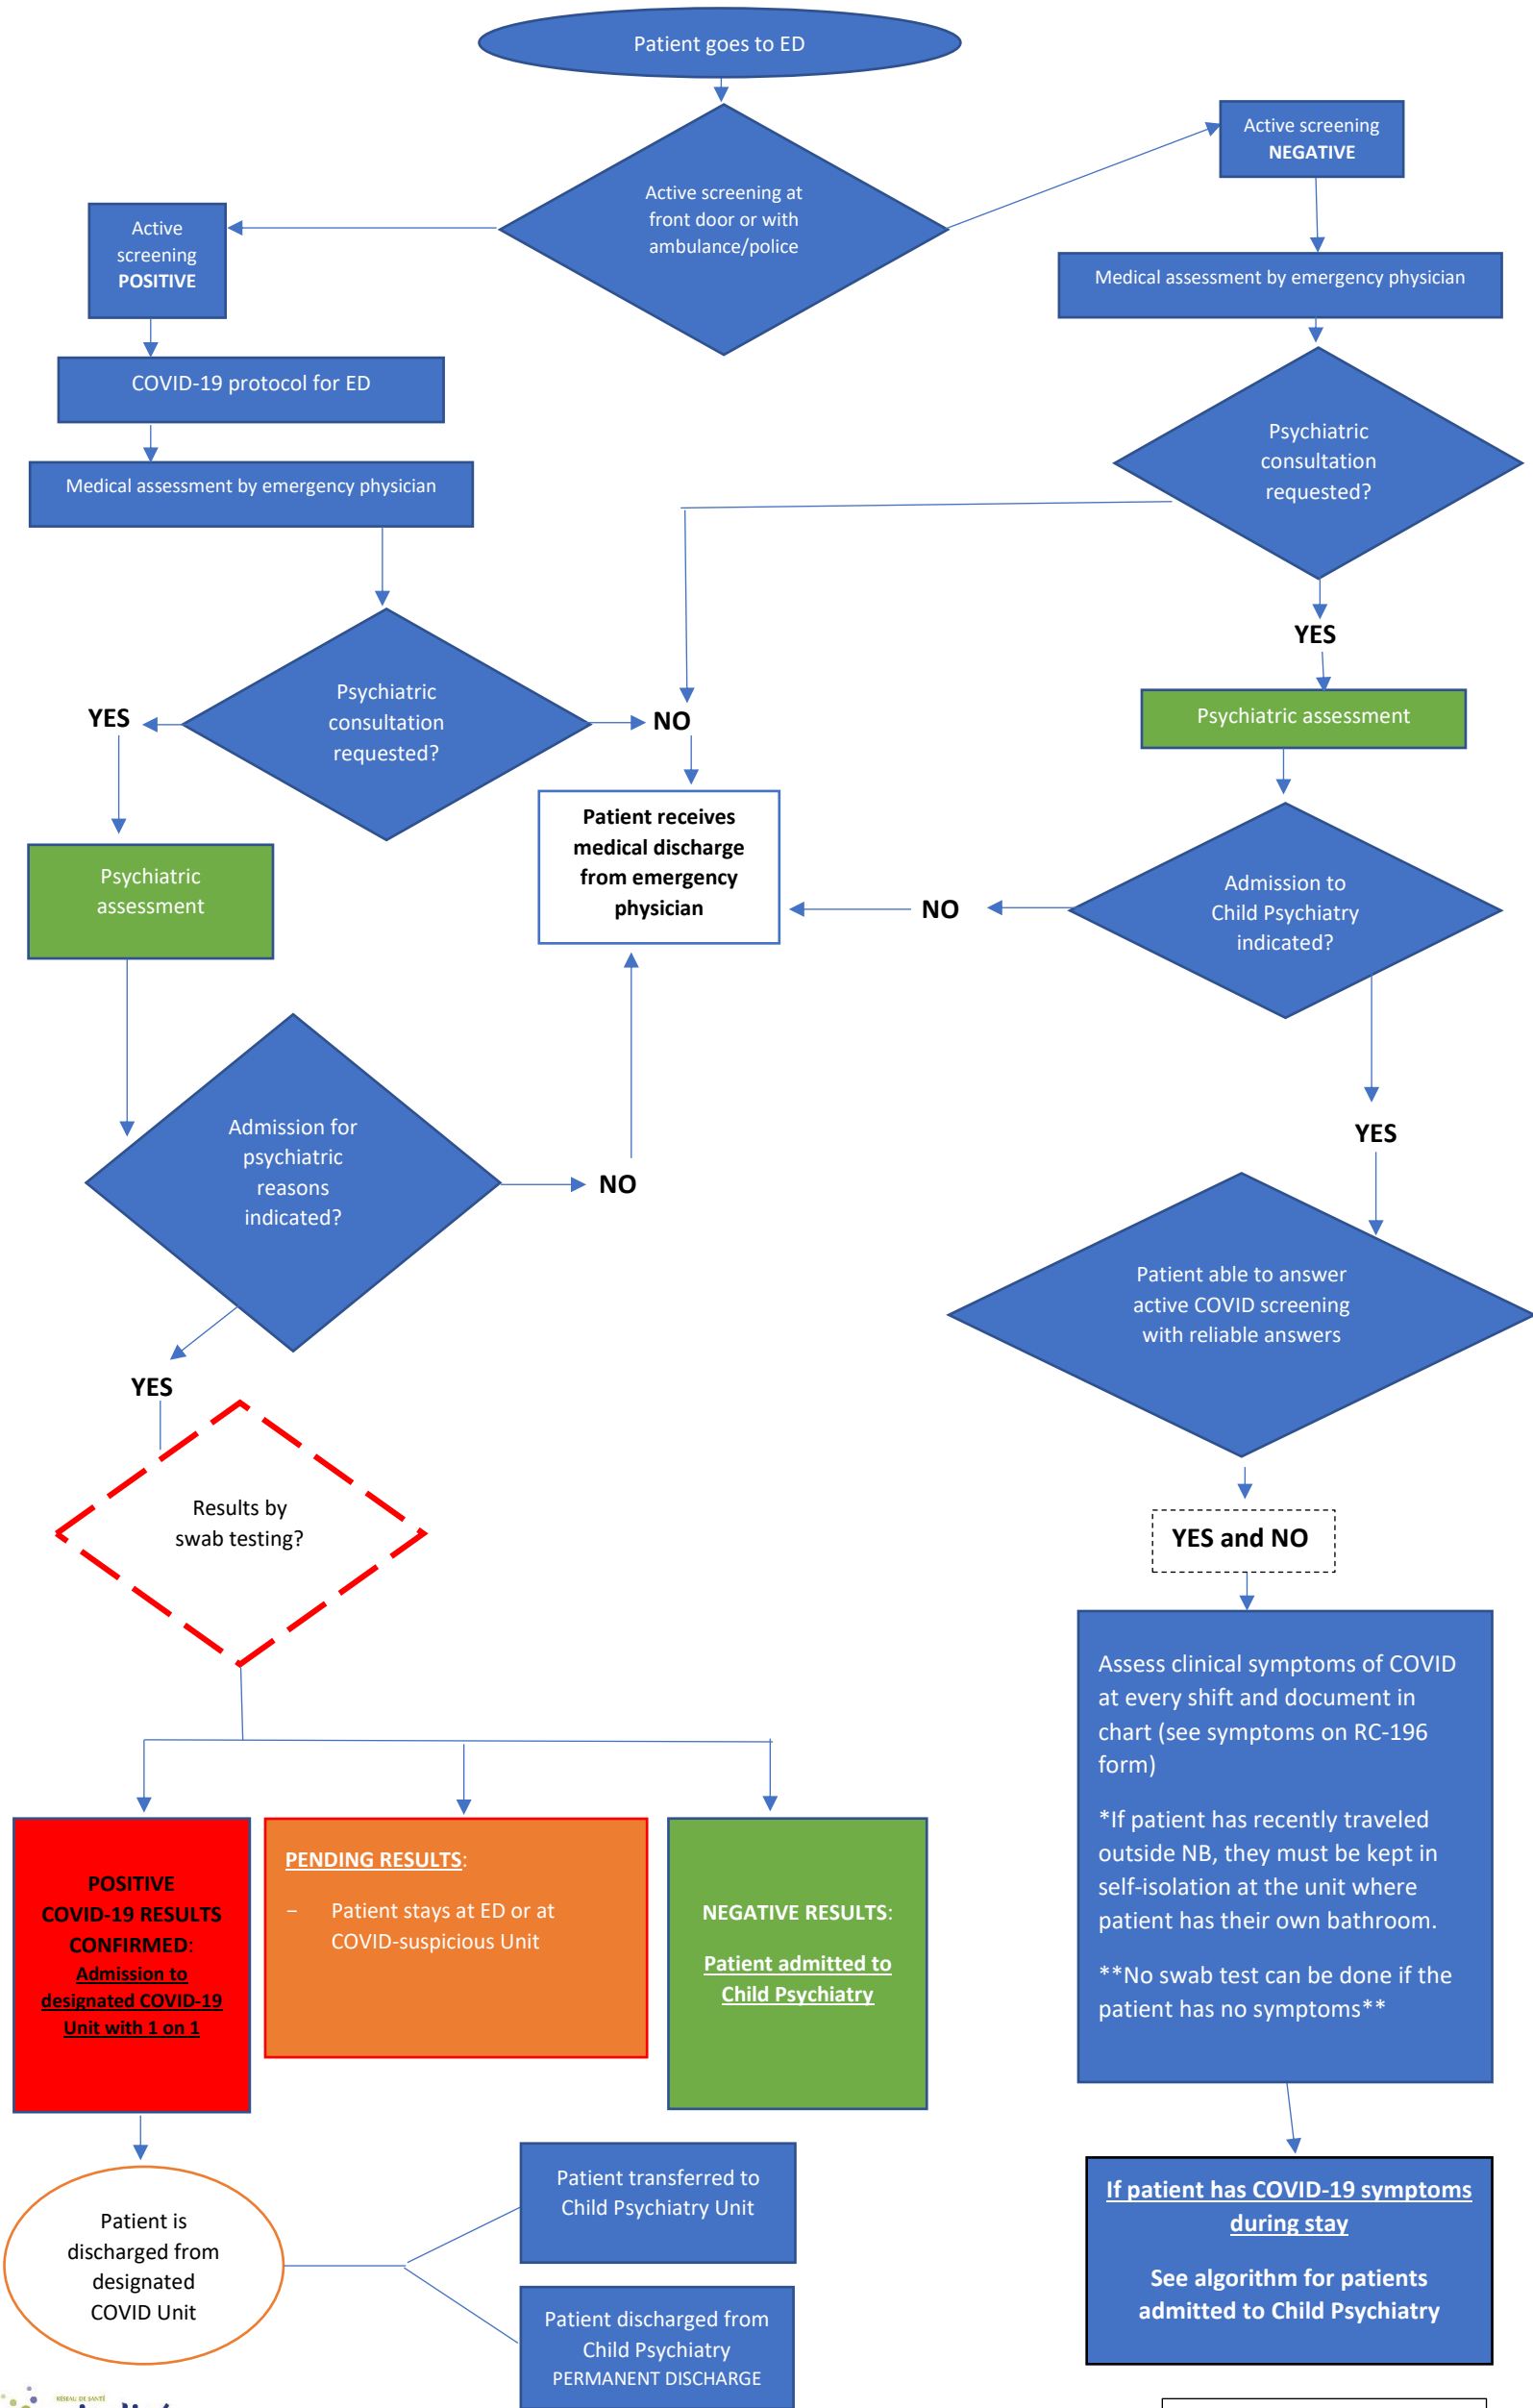 Patient goes to ED
Active screening at
front door or with
ambulance/police
Active screening
NEGATIVE
Active
screening
POSITIVE
Medical assessment by emergency physician
COVID-19 protocol for ED
Medical assessment by emergency physician
Psychiatric
consultation
requested?
YES
Psychiatric
consultation
requested?
YES
NO
Psychiatric assessment
Patient receives
medical discharge
from emergency
physician
Psychiatric
assessment
Admission to
Child Psychiatry
indicated?
NO
YES
Admission for
psychiatric
reasons
indicated?
NO
YES
Patient able to answer
active COVID screening
with reliable answers
Results by
swab testing?
YES and NO
Assess clinical symptoms of COVID
at every shift and document in
chart (see symptoms on RC-196
form)
*If patient has recently traveled
outside NB, they must be kept in
self-isolation at the unit where
patient has their own bathroom.
**No swab test can be done if the
patient has no symptoms**
POSITIVE
COVID-19 RESULTS
CONFIRMED:
Admission to
designated COVID-19
Unit with 1 on 1
PENDING RESULTS:
– Patient stays at ED or at
COVID-suspicious Unit
NEGATIVE RESULTS:
Patient admitted to
Child Psychiatry
Patient is
discharged from
designated
COVID Unit
Patient transferred to
Child Psychiatry Unit
Patient discharged from
Child Psychiatry
PERMANENT DISCHARGE
If patient has COVID-19 symptoms
during stay
See algorithm for patients
admitted to Child Psychiatry
RÉSEAU DE SANTÉ